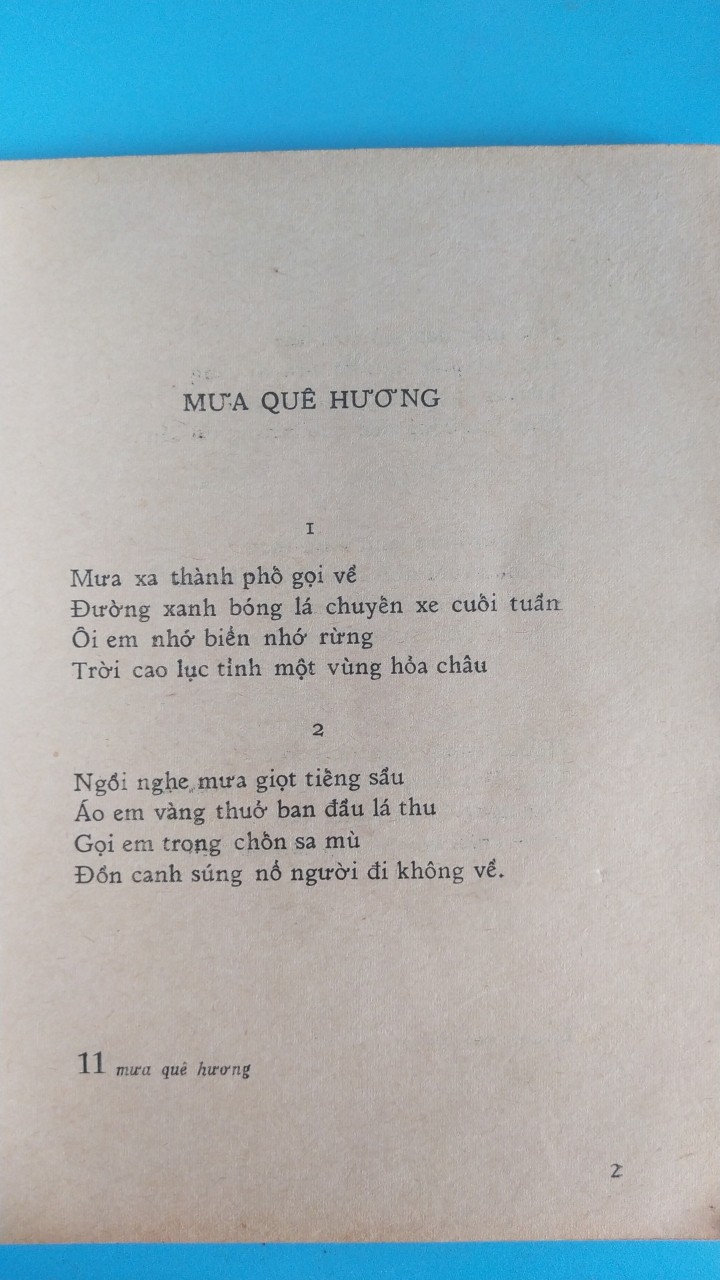 MƯA QUÊ HƯƠNG
1
Mưa xa thành phố gọi về
Đường xanh bóng lá chuyến xe cuối tuần
Ôi em nhớ biển nhớ rừng
Trời cao lục tỉnh một vùng hỏa châu
2
Ngồi nghe mưa giọt tiếng sầu
Áo em vàng thuở ban đầu lá thu
Gọi em trong chốn sa mù
Đồn canh súng nổ người đi không về.
11 mưa quê hương
2